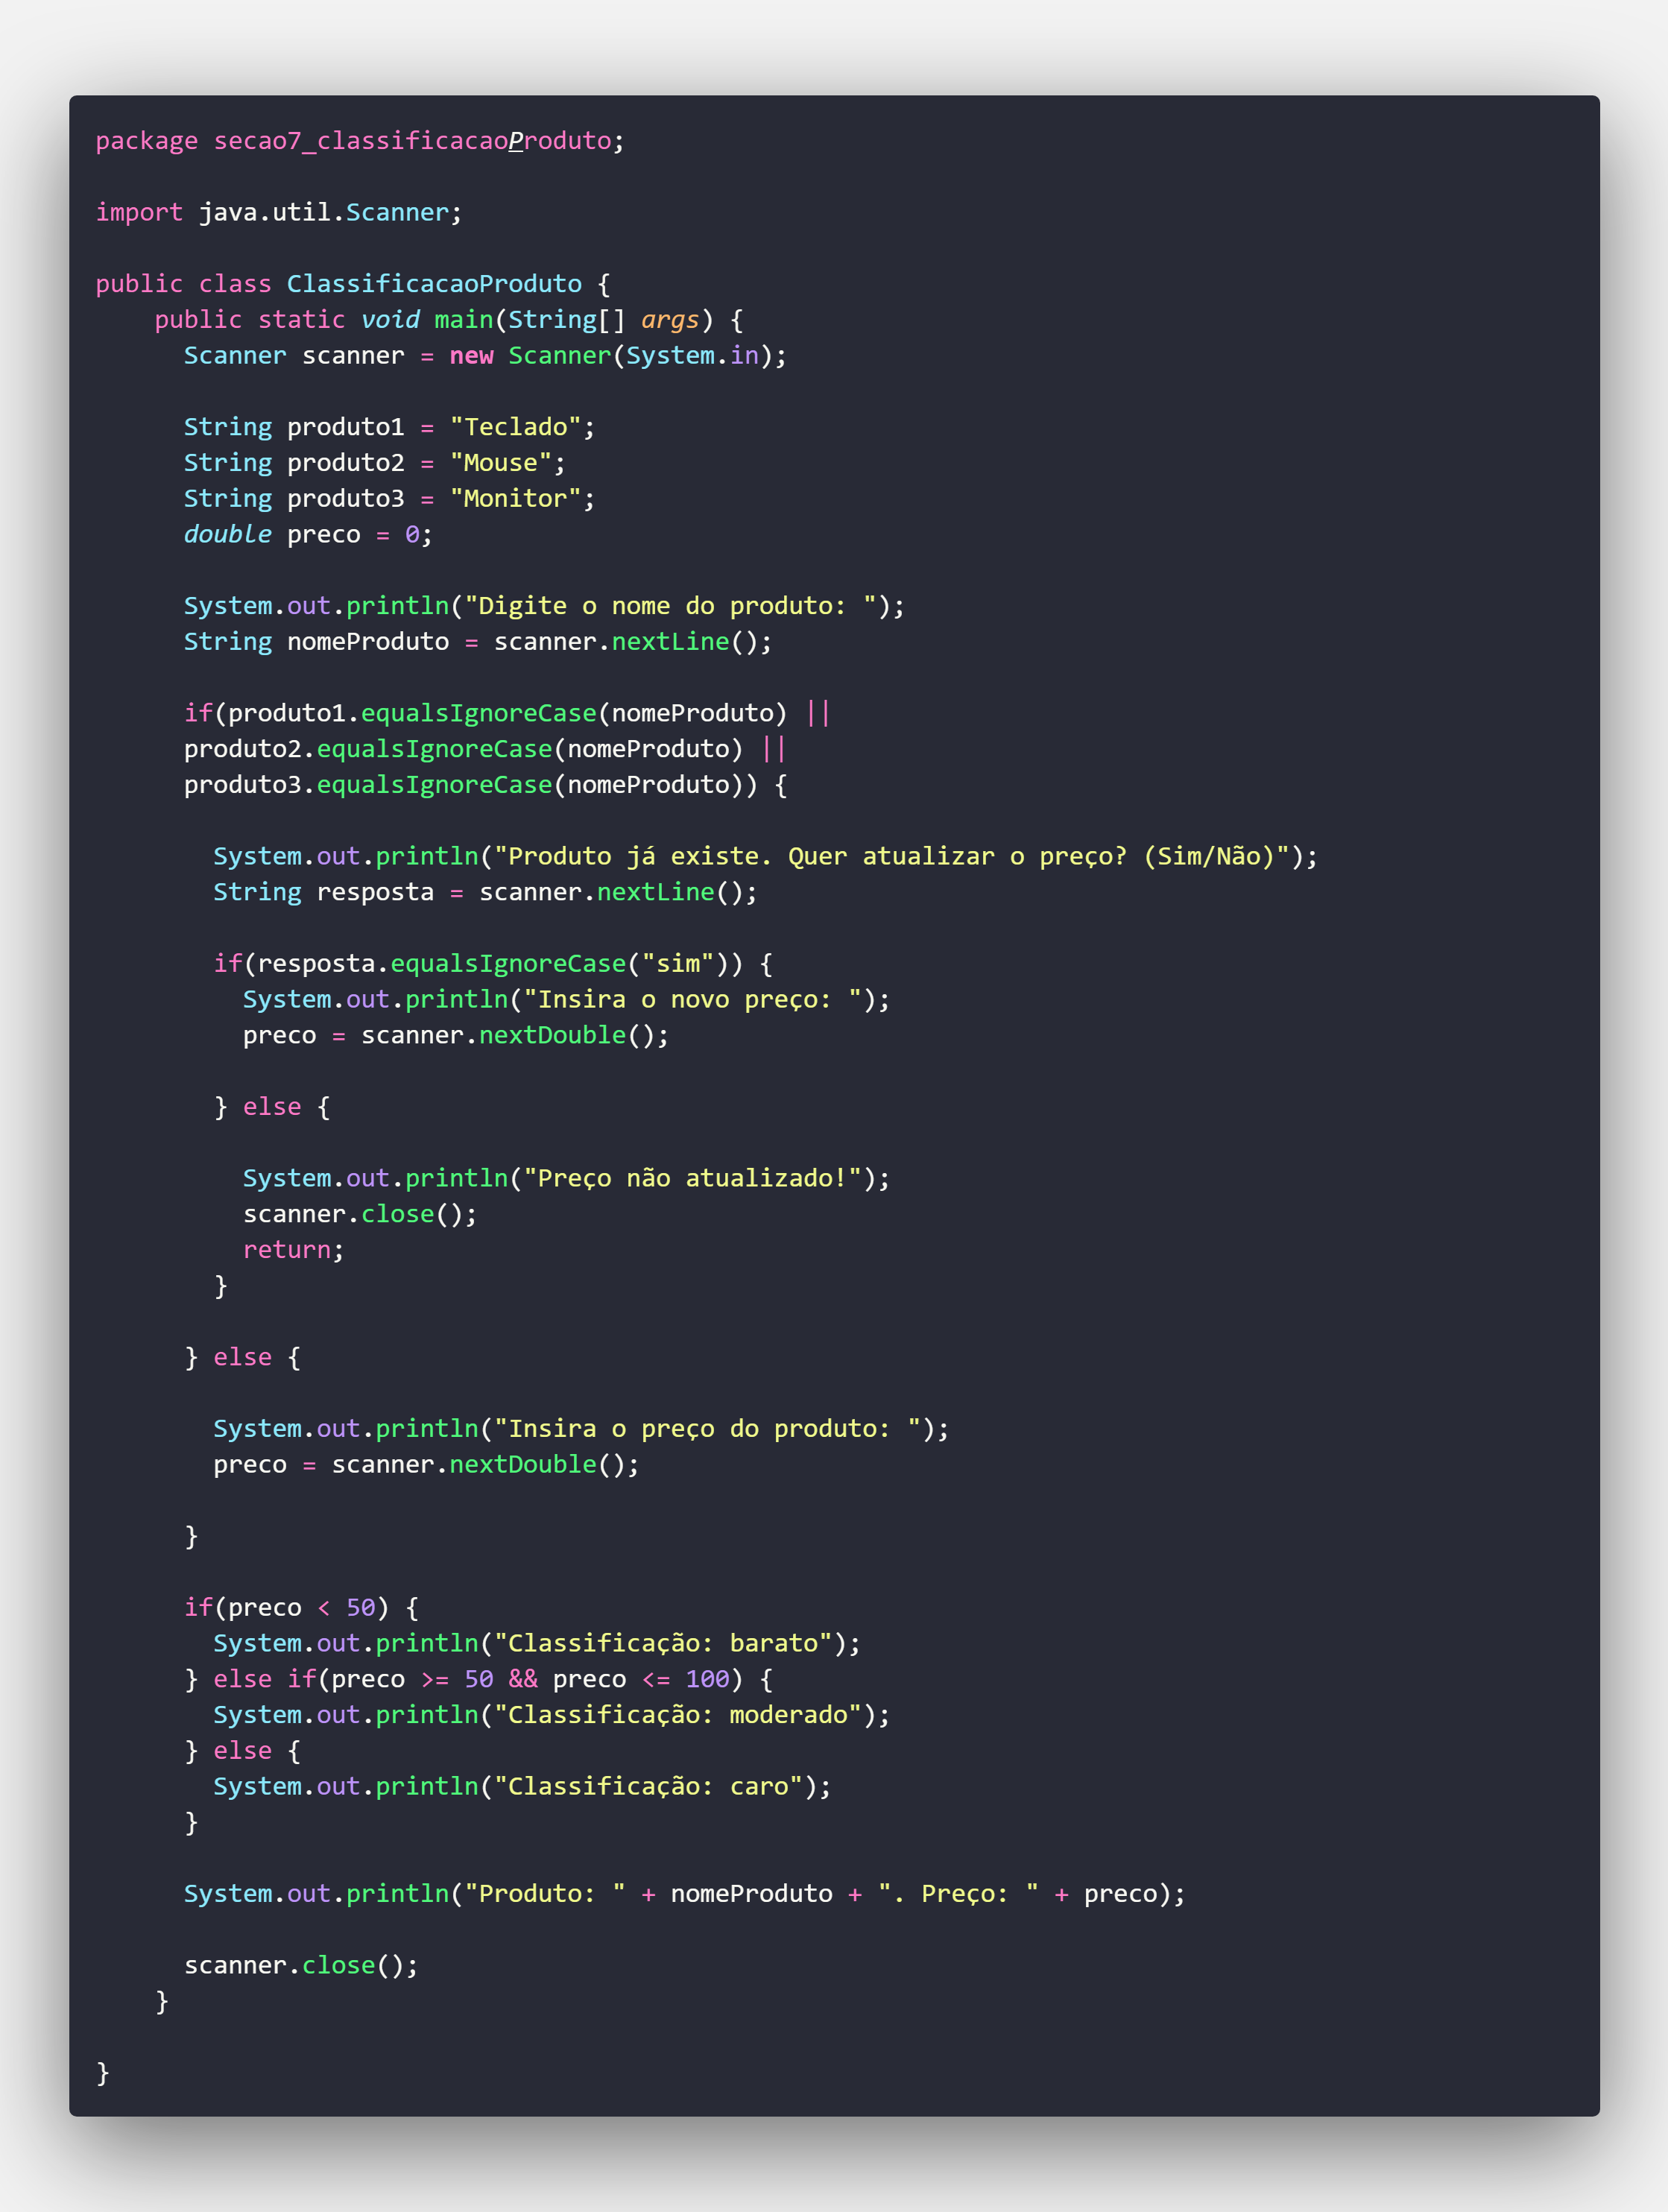 package secao7_classificacaoProduto;
import java.util.Scanner;
public class ClassificacaoProduto {
public static void main(String[] args) {
Scanner scanner = new Scanner(System.in);
String produto1 = "Teclado";
String produto2 = "Mouse";
String produto3 = "Monitor";
double preco = 0;
System.out.println("Digite o nome do produto: ");
String nomeProduto = scanner.nextLine();
if(produto1.equalsIgnoreCase(nomeProduto) ||
produto2.equalsIgnoreCase(nomeProduto) ||
produto3.equalsIgnoreCase(nomeProduto)) {
System.out.println("Produto já existe. Quer atualizar o preço? (Sim/Não)");
String resposta = scanner.nextLine();
if(resposta.equalsIgnoreCase("sim")) {
System.out.println("Insira o novo preço: ");
preco = scanner.nextDouble();
} else {
System.out.println("Preço não atualizado!");
scanner.close();
return;
}
} else {
System.out.println("Insira o preço do produto: ");
preco = scanner.nextDouble();
}
if(preco < 50) {
System.out.println("Classificação: barato");
} else if(preco >= 50 && preco <= 100) {
System.out.println("Classificação: moderado");
} else {
System.out.println("Classificação: caro");
}
System.out.println("Produto: " + nomeProduto + ". Preço: " + preco);
scanner.close();
}
}